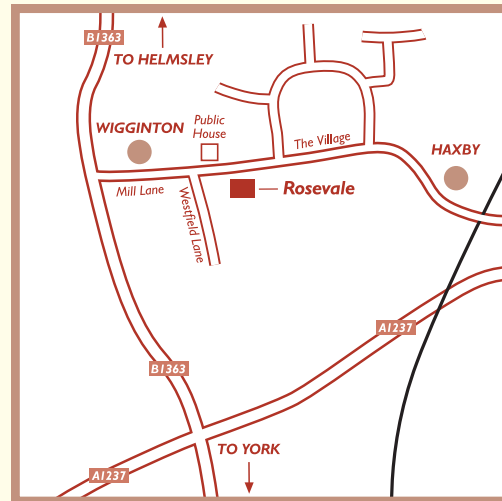 B1363
TO HELMSLEY
WIGGINTON
Public
House
The Village
HAXBY
Mill Lane
Westfield Lane
Rosevale
A1237
B1363
TO YORK
A1237